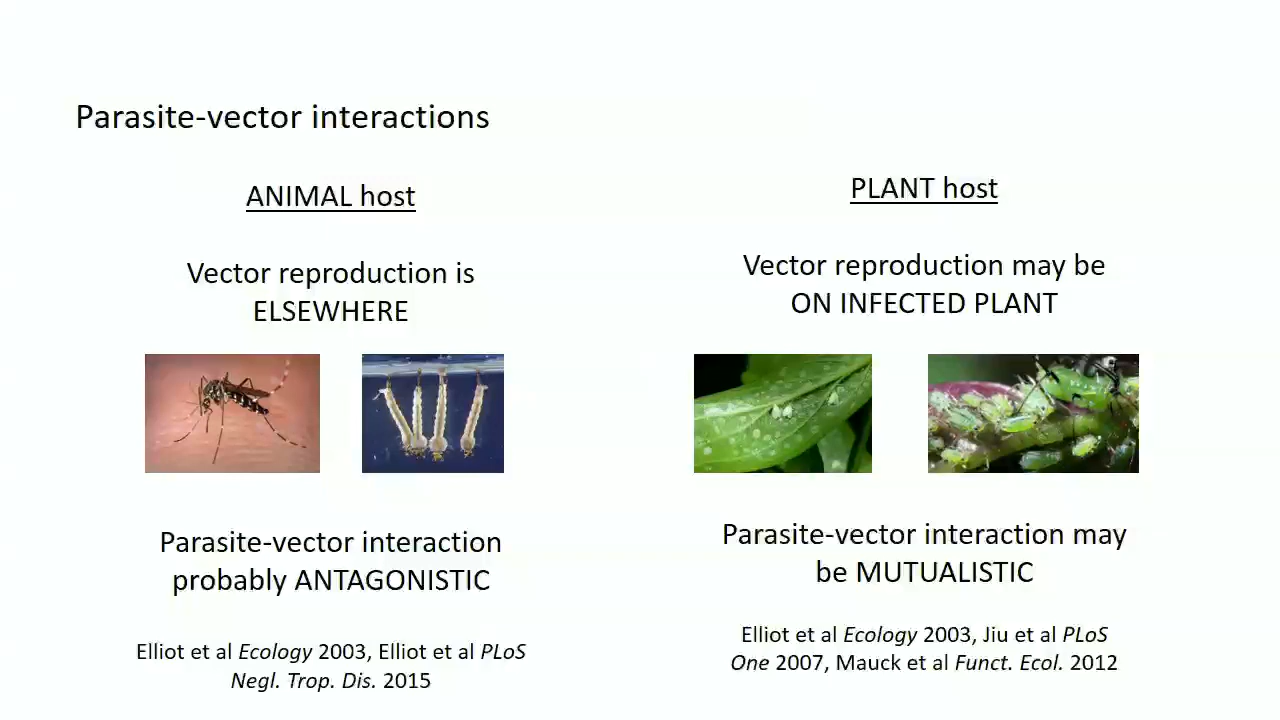 Parasite-vector interactions
ANIMAL host
Vector reproduction is
ELSEWHERE
Parasite-vector interaction
probably ANTAGONISTIC
Elliot et al Ecology 2003, Elliot et al PLoS
Negl. Trop. Dis. 2015
PLANT host
Vector reproduction may be
ON INFECTED PLANT
Parasite-vector interaction may
be MUTUALISTIC
Elliot et al Ecology 2003, Jiu et al PLoS
One 2007, Mauck et al Funct. Ecol. 2012